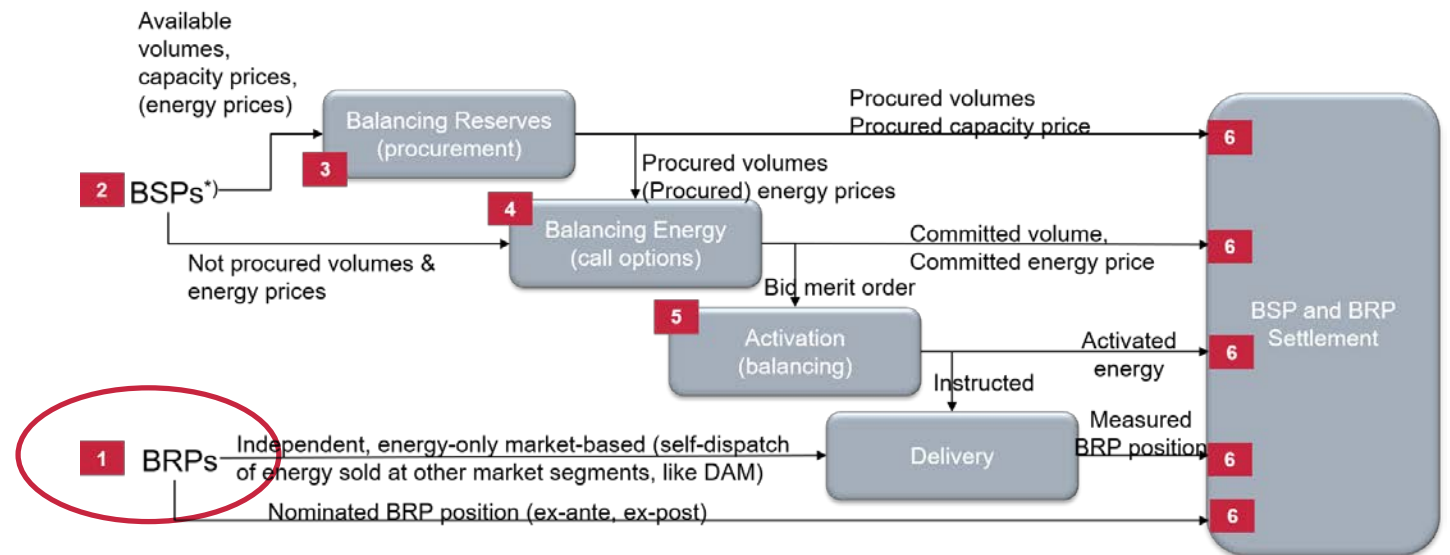 Available
volumes,
capacity prices,
(energy prices)
Balancing Reserves
(procurement)
3
Procured volumes
Procured capacity price
6
2 BSPs*)
Procured volumes
(Procured) energy prices
4
Balancing Energy
(call options)
Not procured volumes &
energy prices
Committed volume,
Committed energy price
6
Bid merit order
5
Activation
(balancing)
Activated
energy
6
BSP and BRP
Settlement
Instructed
1 BRPs
Independent, energy-only market-based (self-dispatch
of energy sold at other market segments, like DAM)
Delivery
Measured
BRP position
6
Nominated BRP position (ex-ante, ex-post)
6